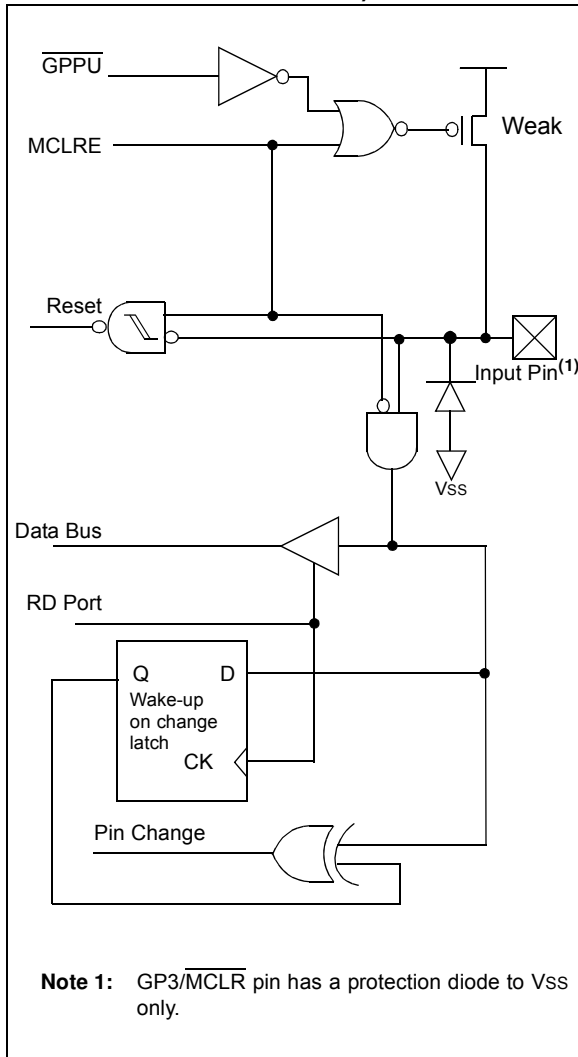 GPPU
Weak
MCLRE
Reset
Input Pin(1)
VSS
Data Bus
RD Port
Q D
Wake-up
on change
latch
CK
Pin Change
Note 1: GP3/MCLR pin has a protection diode to VSS
only.